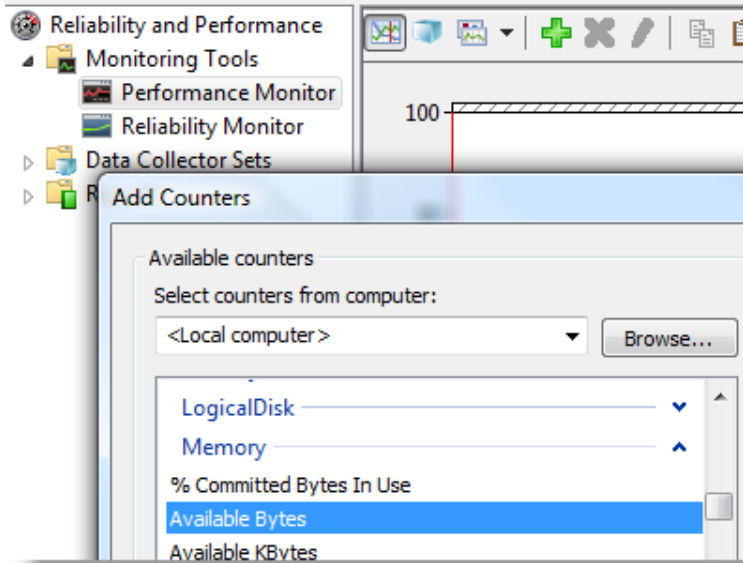 Reliability and Performance
Monitoring Tools
Performance Monitor
Reliability Monitor
Data Collector Sets
100
Add Counters
Available counters
Select counters from computer:
<Local computer>
Browse...
LogicalDisk
Memory
% Committed Bytes In Use
Available Bytes
Available KBytes